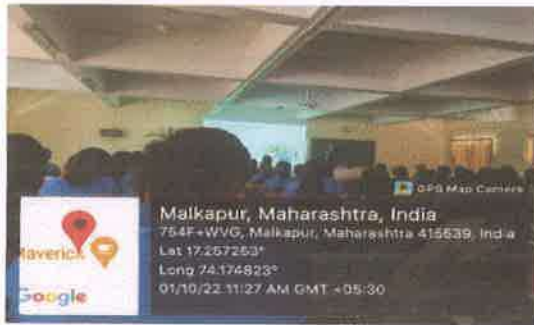 GPS Map Camera
Malkapur, Maharashtra, India
754F+WVG, Malkapur, Maharashtra 415539, India
Lat 17.257253°
Long 74.174823°
01/10/22 11:27 AM GMT +05:30
Maverick
Google